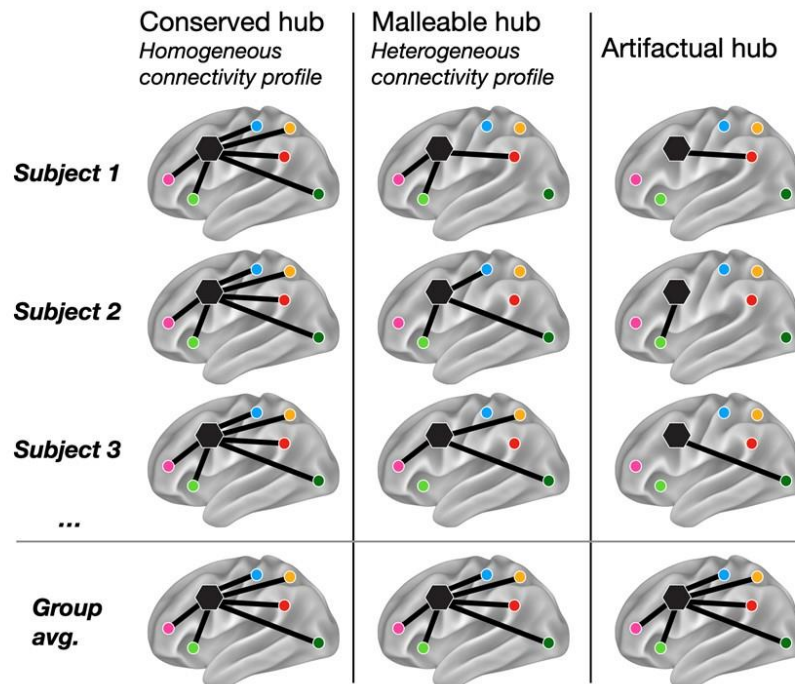 Conserved hub
Homogeneous
connectivity profile
Malleable hub
Heterogeneous
connectivity profile
Artifactual hub
Subject 1
Subject 2
Subject 3
...
Group
avg.